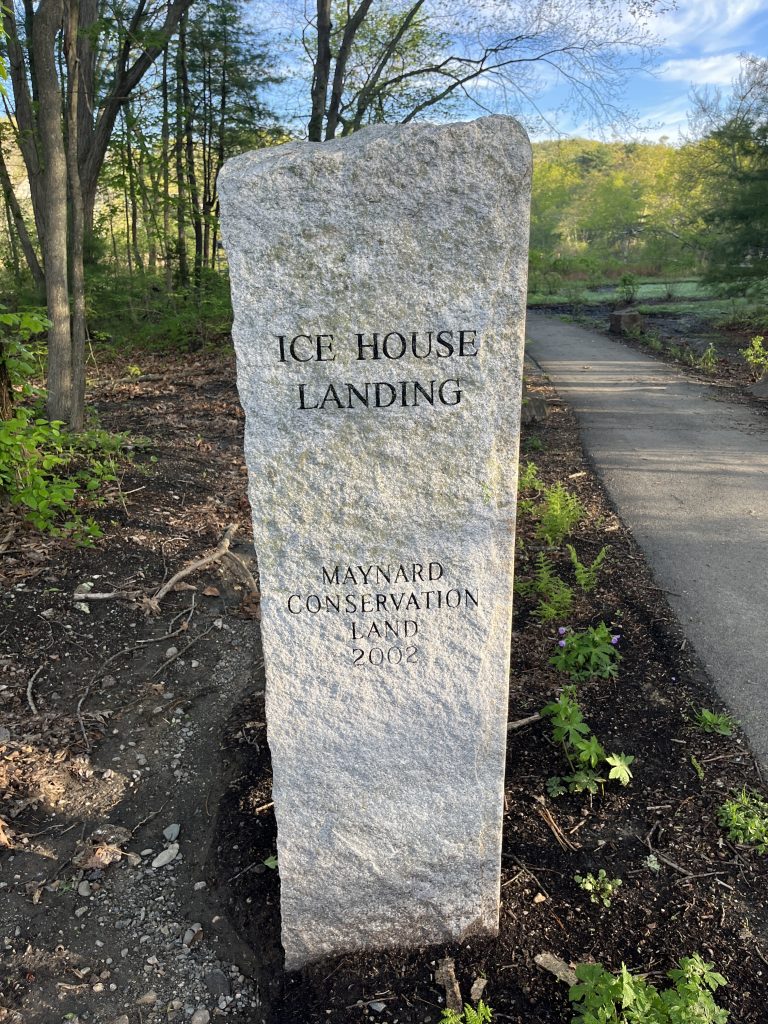 ICE HOUSE
LANDING
MAYNARD
CONSERVATION
LAND
2002